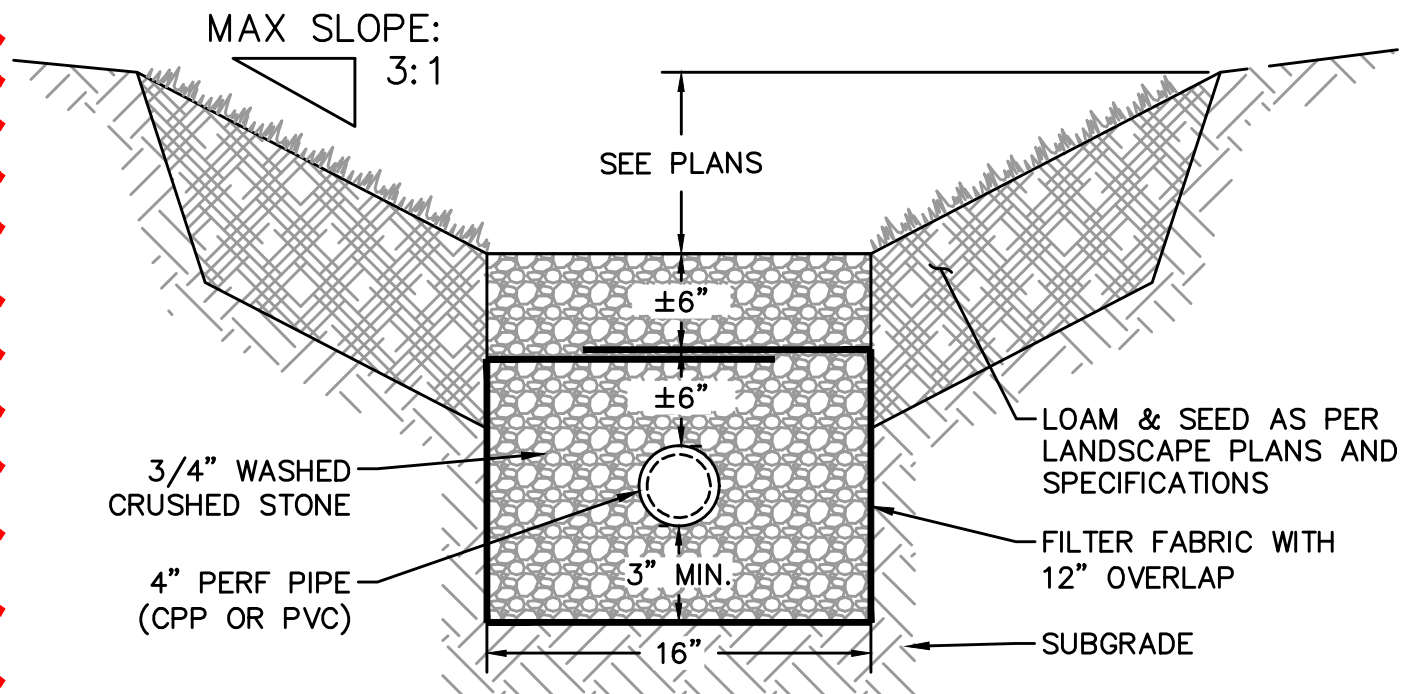 MAX SLOPE:
3:1
SEE PLANS
±6”
±6”
3/4” WASHED
CRUSHED STONE
4” PERF PIPE
(CPP OR PVC)
3” MIN.
16”
LOAM & SEED AS PER
LANDSCAPE PLANS AND
SPECIFICATIONS
FILTER FABRIC WITH
12” OVERLAP
SUBGRADE